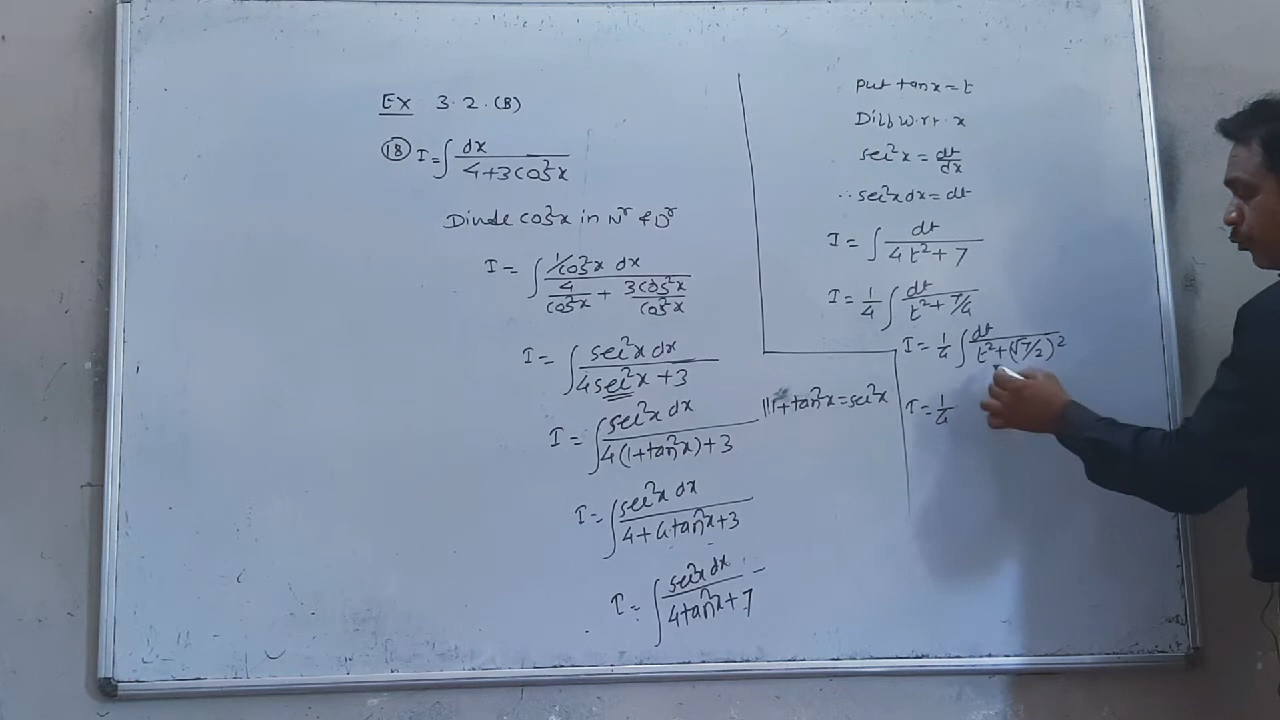 EX 3.2.(B)
(18) I = ∫ dx / (4+3cos²x)
Divide cos²x in Nʳ & Dʳ
I = ∫ (1/cos²x dx) / (4/cos²x + 3cos²x/cos²x)
I = ∫ sec²x dx / (4sec²x + 3)
I = ∫ sec²x dx / (4(1+tan²x)+3)
1+tan²x = sec²x
I = ∫ sec²x dx / (4+4tan²x+3)
I = ∫ sec²x dx / (4tan²x+7)
Put tanx = t
Diff w.r.t. x
sec²x = dt/dx
∴ sec²x dx = dt
I = ∫ dt / (4t²+7)
I = 1/4 ∫ dt / (t²+7/4)
I = 1/4 ∫ dt / (t²+(√7/2)²)
I = 1/4